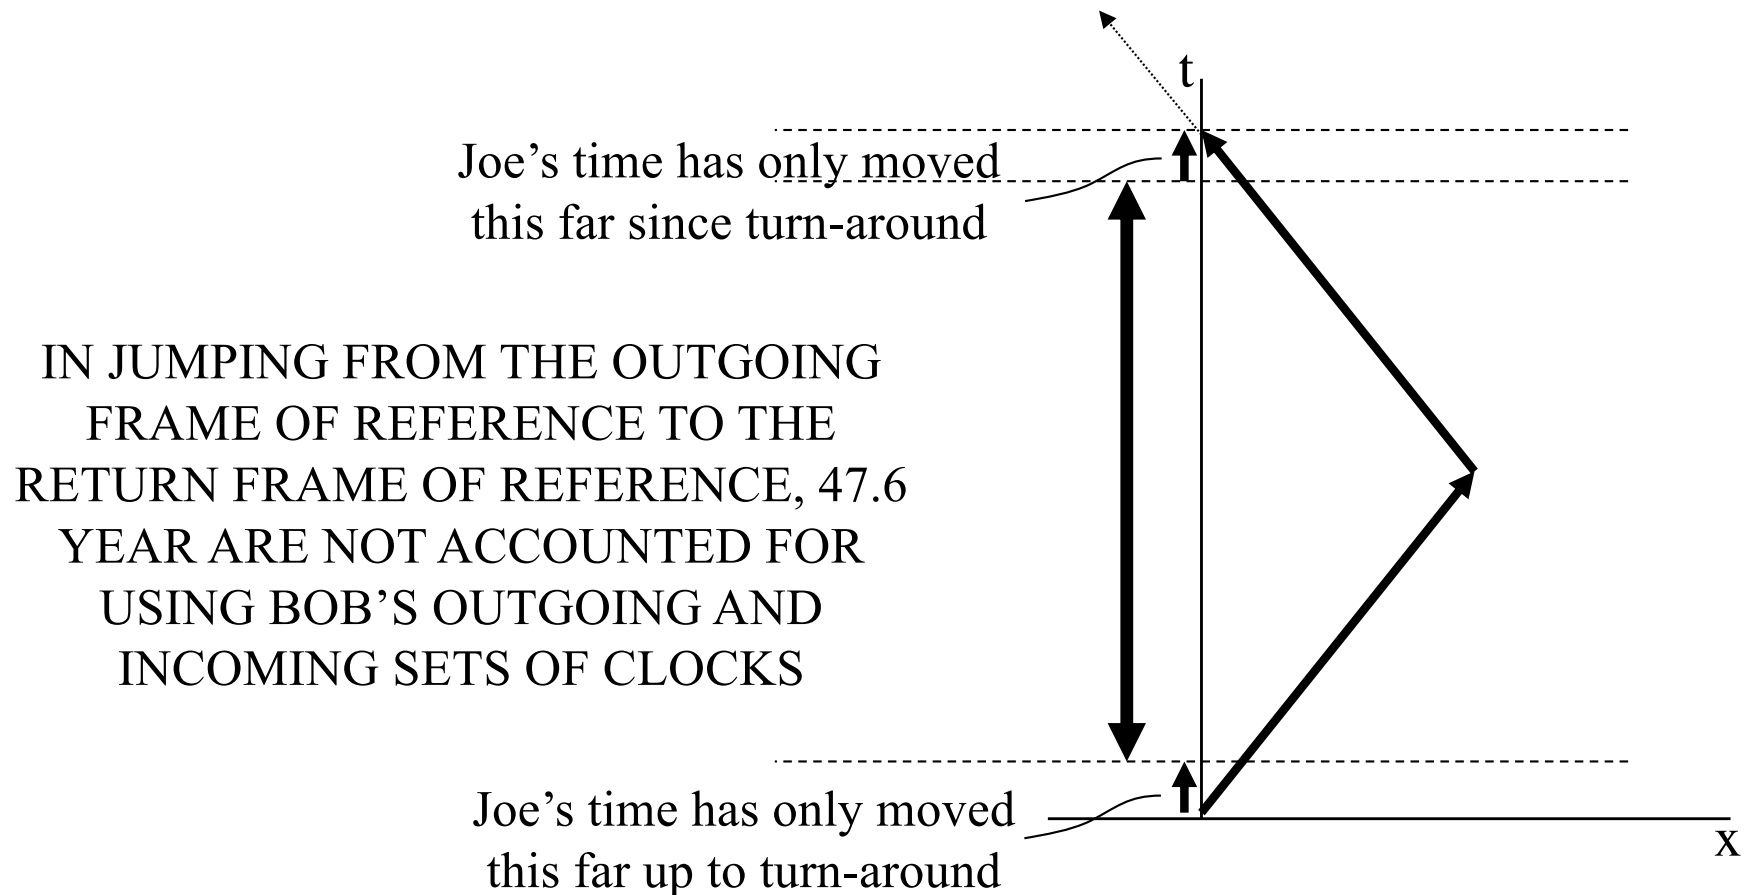 t
Joe’s time has only moved
this far since turn-around
IN JUMPING FROM THE OUTGOING
FRAME OF REFERENCE TO THE
RETURN FRAME OF REFERENCE, 47.6
YEAR ARE NOT ACCOUNTED FOR
USING BOB’S OUTGOING AND
INCOMING SETS OF CLOCKS
Joe’s time has only moved
this far up to turn-around
x